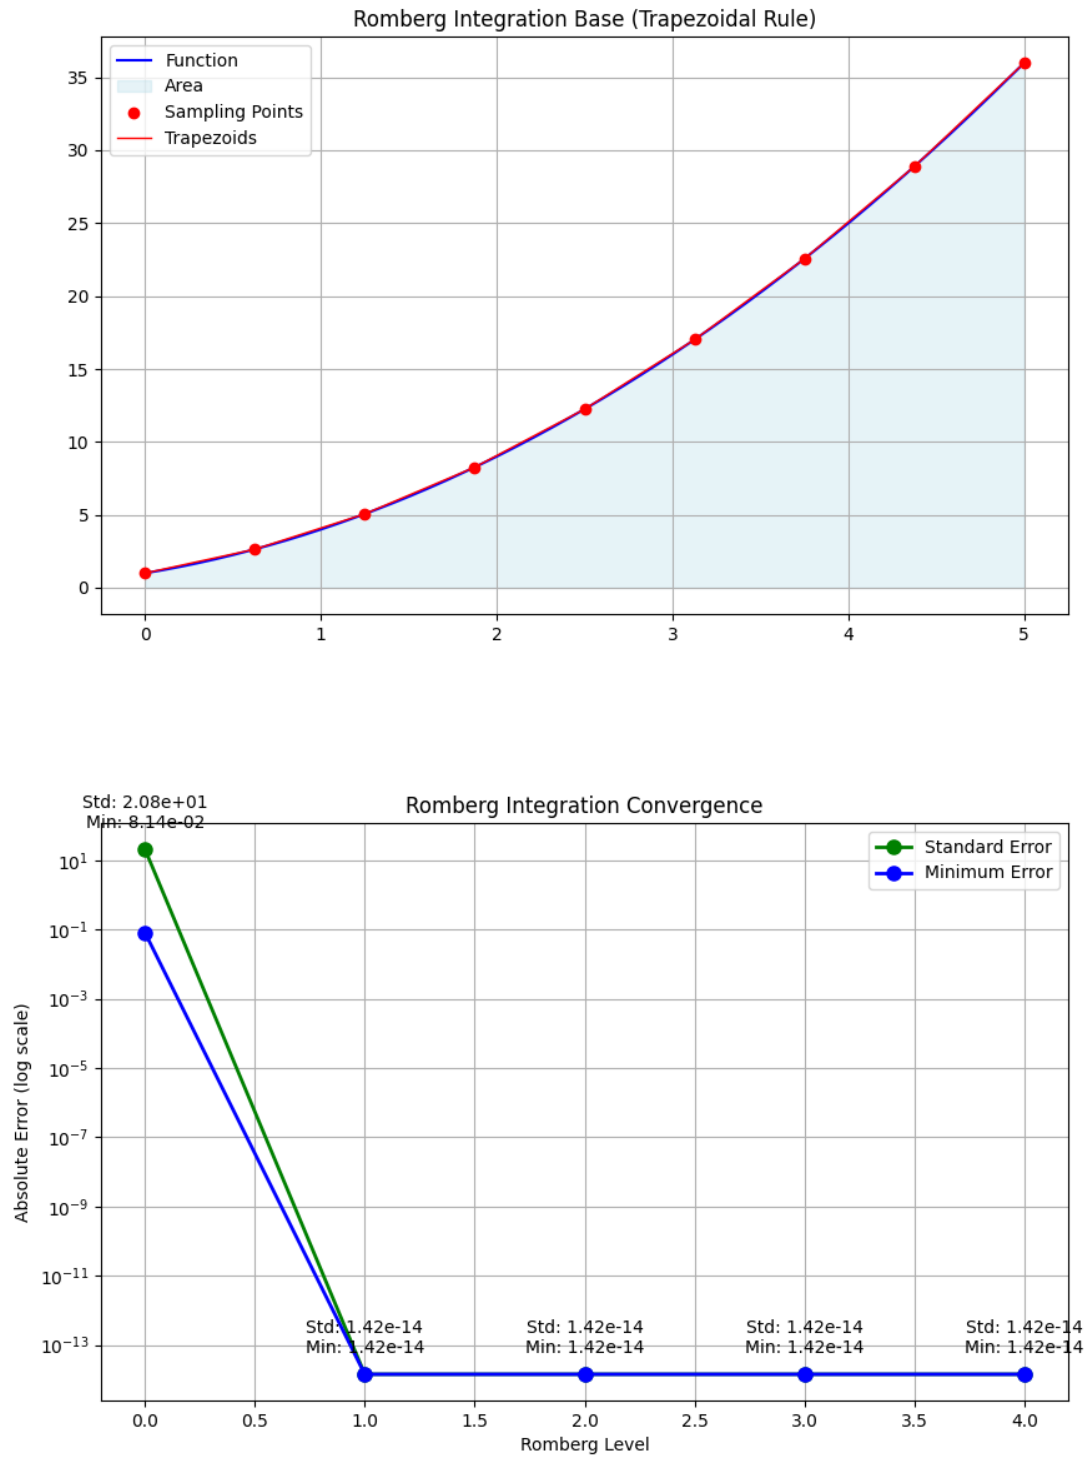 Romberg Integration Base (Trapezoidal Rule)
Function
Area
Sampling Points
Trapezoids
35
30
25
20
15
10
5
0
0 1 2 3 4 5
Romberg Integration Convergence
Std: 2.08e+01
Min: 8.14e-02
Standard Error
Minimum Error
10¹
10⁻¹
10⁻³
10⁻⁵
10⁻⁷
10⁻⁹
10⁻¹¹
10⁻¹³
Absolute Error (log scale)
Std: 1.42e-14
Min: 1.42e-14
Std: 1.42e-14
Min: 1.42e-14
Std: 1.42e-14
Min: 1.42e-14
Std: 1.42e-14
Min: 1.42e-14
0.0 0.5 1.0 1.5 2.0 2.5 3.0 3.5 4.0
Romberg Level